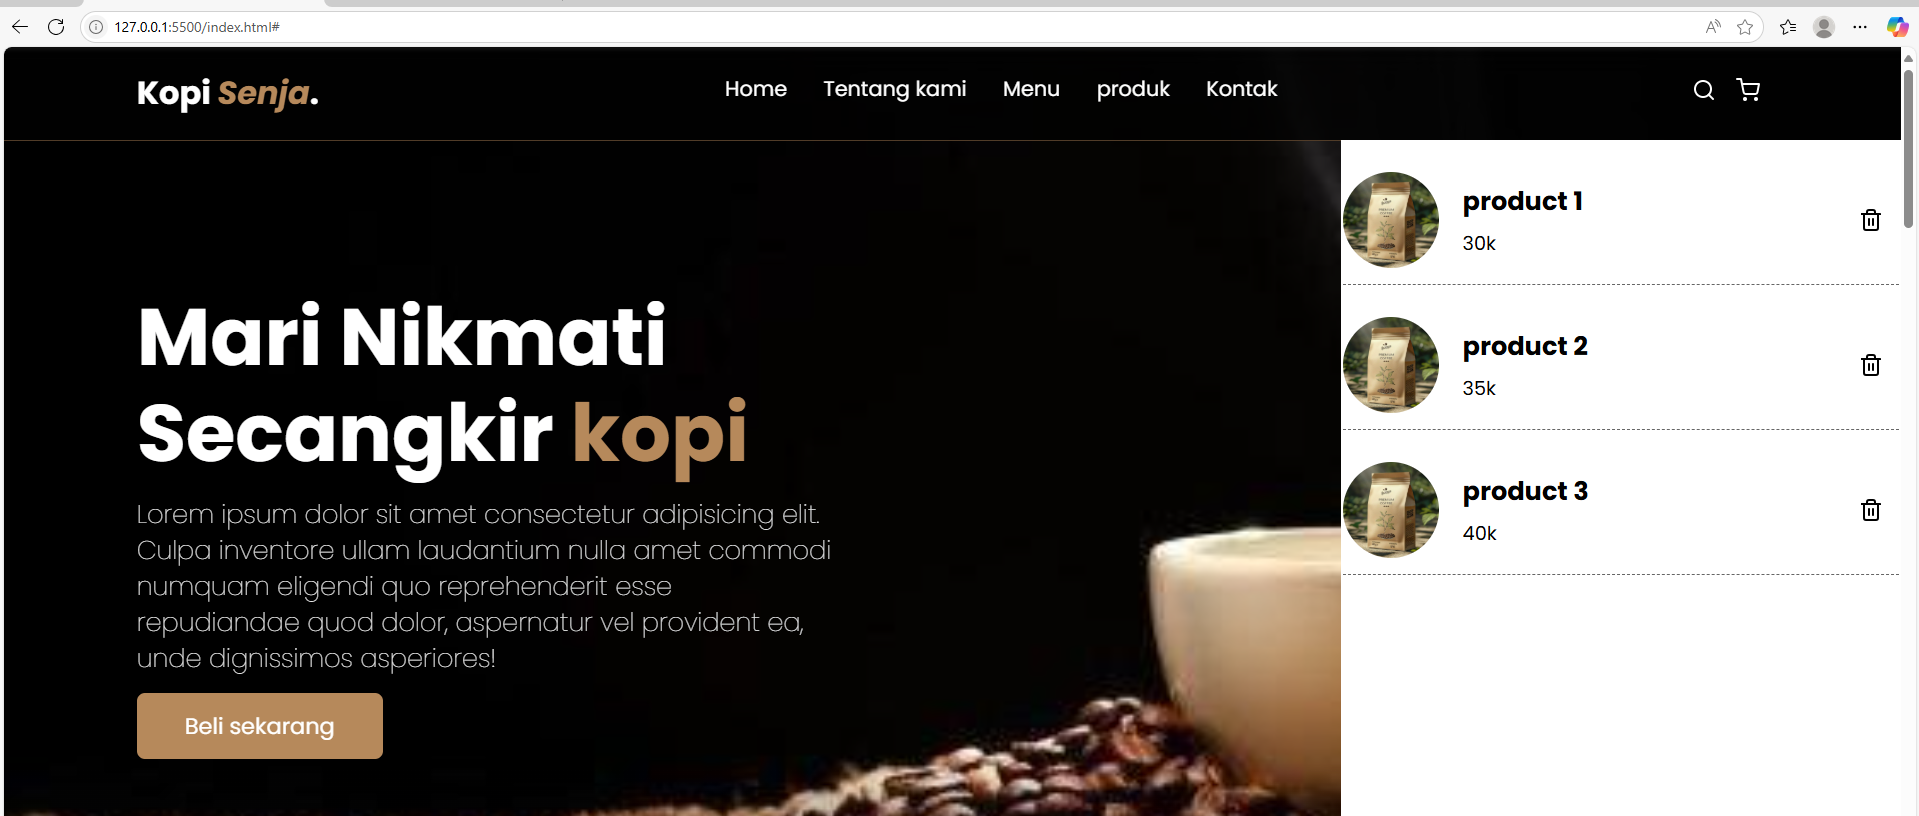 127.0.0.1:5500/index.html#
Kopi Senja.
Home Tentang kami Menu produk Kontak
Mari Nikmati
Secangkir kopi
Lorem ipsum dolor sit amet consectetur adipisicing elit.
Culpa inventore ullam laudantium nulla amet commodi
numquam eligendi quo reprehenderit esse
repudiandae quod dolor, aspernatur vel provident ea,
unde dignissimos asperiores!
Beli sekarang
product 1
30k
product 2
35k
product 3
40k